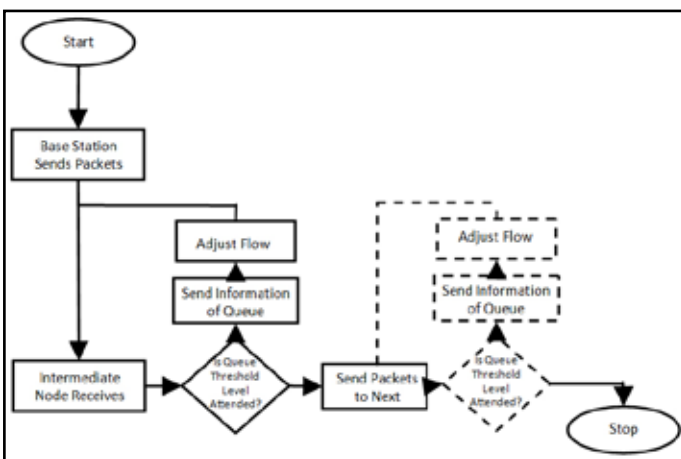 Start
Base Station
Sends Packets
Adjust Flow
Send Information
of Queue
Intermediate
Node Receives
Is Queue
Threshold
Level
Attended?
Send Packets
to Next
Adjust Flow
Send Information
of Queue
Is Queue
Threshold
Level
Attended?
Stop